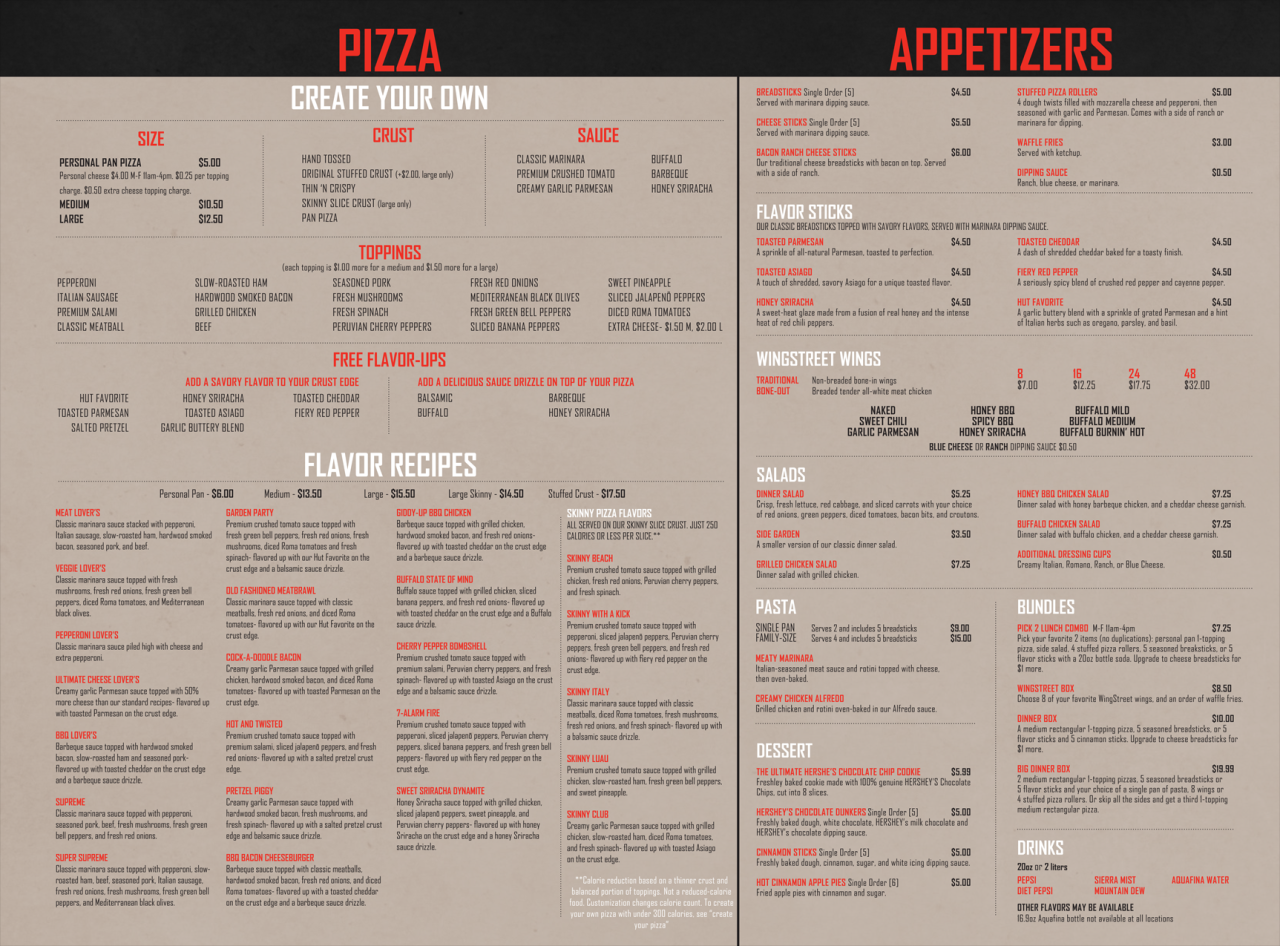 PIZZA
CREATE YOUR OWN
SIZE
PERSONAL PAN PIZZA $5.00
Personal cheese $4.00 M-F 11am-4pm. $0.25 per topping
charge. $0.50 extra cheese topping charge.
MEDIUM $10.50
LARGE $12.50
CRUST
HAND TOSSED
ORIGINAL STUFFED CRUST (+$2.00, large only)
THIN 'N CRISPY
SKINNY SLICE CRUST (large only)
PAN PIZZA
SAUCE
CLASSIC MARINARA
PREMIUM CRUSHED TOMATO
CREAMY GARLIC PARMESAN
BUFFALO
BARBEQUE
HONEY SRIRACHA
TOPPINGS
(each topping is $1.00 more for a medium and $1.50 more for a large)
PEPPERONI
ITALIAN SAUSAGE
PREMIUM SALAMI
CLASSIC MEATBALL
SLOW-ROASTED HAM
HARDWOOD SMOKED BACON
GRILLED CHICKEN
BEEF
SEASONED PORK
FRESH MUSHROOMS
FRESH SPINACH
PERUVIAN CHERRY PEPPERS
FRESH RED ONIONS
MEDITERRANEAN BLACK OLIVES
FRESH GREEN BELL PEPPERS
SLICED BANANA PEPPERS
SWEET PINEAPPLE
SLICED JALAPENÕ PEPPERS
DICED ROMA TOMATOES
EXTRA CHEESE- $1.50 M, $2.00 L
FREE FLAVOR-UPS
ADD A SAVORY FLAVOR TO YOUR CRUST EDGE
HUT FAVORITE
TOASTED PARMESAN
SALTED PRETZEL
HONEY SRIRACHA
TOASTED ASIAGO
GARLIC BUTTERY BLEND
TOASTED CHEDDAR
FIERY RED PEPPER
ADD A DELICIOUS SAUCE DRIZZLE ON TOP OF YOUR PIZZA
BALSAMIC
BUFFALO
BARBEQUE
HONEY SRIRACHA
FLAVOR RECIPES
Personal Pan - $6.00 Medium - $13.50 Large - $15.50 Large Skinny - $14.50 Stuffed Crust - $17.50
MEAT LOVER'S
Classic marinara sauce stacked with pepperoni,
Italian sausage, slow-roasted ham, hardwood smoked
bacon, seasoned pork, and beef.
VEGGIE LOVER'S
Classic marinara sauce topped with fresh
mushrooms, fresh red onions, fresh green bell
peppers, diced Roma tomatoes, and Mediterranean
black olives.
PEPPERONI LOVER'S
Classic marinara sauce piled high with cheese and
extra pepperoni.
ULTIMATE CHEESE LOVER'S
Creamy garlic Parmesan sauce topped with 50%
more cheese than our standard recipes- flavored up
with toasted Parmesan on the crust edge.
BBQ LOVER'S
Barbeque sauce topped with hardwood smoked
bacon, slow-roasted ham and seasoned pork-
flavored up with toasted cheddar on the crust edge
and a barbeque sauce drizzle.
SUPREME
Classic marinara sauce topped with pepperoni,
seasoned pork, beef, fresh mushrooms, fresh green
bell peppers, and fresh red onions.
SUPER SUPREME
Classic marinara sauce topped with pepperoni, slow-
roasted ham, beef, seasoned pork, Italian sausage,
fresh red onions, fresh mushrooms, fresh green bell
peppers, and Mediterranean black olives.
GARDEN PARTY
Premium crushed tomato sauce topped with
fresh green bell peppers, fresh red onions, fresh
mushrooms, diced Roma tomatoes and fresh
spinach- flavored up with our Hut Favorite on the
crust edge and a balsamic sauce drizzle.
OLD FASHIONED MEATBRAWL
Classic marinara sauce topped with classic
meatballs, fresh red onions, and diced Roma
tomatoes- flavored up with our Hut Favorite on the
crust edge.
COCK-A-DOODLE BACON
Creamy garlic Parmesan sauce topped with grilled
chicken, hardwood smoked bacon, and diced Roma
tomatoes- flavored up with toasted Parmesan on the
crust edge.
HOT AND TWISTED
Premium crushed tomato sauce topped with
premium salami, sliced jalapenõ peppers, and fresh
red onions- flavored up with a salted pretzel crust
edge.
PRETZEL PIGGY
Creamy garlic Parmesan sauce topped with
hardwood smoked bacon, fresh mushrooms, and
fresh spinach- flavored up with a salted pretzel crust
edge and balsamic sauce drizzle.
BBQ BACON CHEESEBURGER
Barbeque sauce topped with classic meatballs,
hardwood smoked bacon, fresh red onions, and diced
Roma tomatoes- flavored up with a toasted cheddar
on the crust edge and a barbeque sauce drizzle.
GIDDY-UP BBQ CHICKEN
Barbeque sauce topped with grilled chicken,
hardwood smoked bacon, and fresh red onions-
flavored up with toasted cheddar on the crust edge
and a barbeque sauce drizzle.
BUFFALO STATE OF MIND
Buffalo sauce topped with grilled chicken, sliced
banana peppers, and fresh red onions- flavored up
with toasted cheddar on the crust edge and a Buffalo
sauce drizzle.
CHERRY PEPPER BOMBSHELL
Premium crushed tomato sauce topped with
premium salami, Peruvian cherry peppers, and fresh
spinach- flavored up with toasted Asiago on the crust
edge and a balsamic sauce drizzle.
7-ALARM FIRE
Premium crushed tomato sauce topped with
pepperoni, sliced jalapenõ peppers, Peruvian cherry
peppers, sliced banana peppers, and fresh green bell
peppers- flavored up with fiery red pepper on the
crust edge.
SWEET SRIRACHA DYNAMITE
Honey Sriracha sauce topped with grilled chicken,
sliced jalapenõ peppers, sweet pineapple, and
Peruvian cherry peppers- flavored up with honey
Sriracha on the crust edge and a honey Sriracha
sauce drizzle.
SKINNY PIZZA FLAVORS
ALL SERVED ON OUR SKINNY SLICE CRUST. JUST 250
CALORIES OR LESS PER SLICE.**
SKINNY BEACH
Premium crushed tomato sauce topped with grilled
chicken, fresh red onions, Peruvian cherry peppers,
and fresh spinach.
SKINNY WITH A KICK
Premium crushed tomato sauce topped with
pepperoni, sliced jalapenõ peppers, Peruvian cherry
peppers, fresh green bell peppers, and fresh red
onions- flavored up with fiery red pepper on the
crust edge.
SKINNY ITALY
Classic marinara sauce topped with classic
meatballs, diced Roma tomatoes, fresh mushrooms,
fresh red onions, and fresh spinach- flavored up with
a balsamic sauce drizzle.
SKINNY LUAU
Premium crushed tomato sauce topped with grilled
chicken, slow-roasted ham, fresh green bell peppers,
and sweet pineapple.
SKINNY CLUB
Creamy garlic Parmesan sauce topped with grilled
chicken, slow-roasted ham, diced Roma tomatoes,
and fresh spinach- flavored up with toasted Asiago
on the crust edge.
**Calorie reduction based on a thinner crust and
balanced portion of toppings. Not a reduced-calorie
food. Customization changes calorie count. To create
your own pizza with under 300 calories, see "create
your pizza"
APPETIZERS
BREADSTICKS Single Order [5] $4.50
Served with marinara dipping sauce.
CHEESE STICKS Single Order [5] $5.50
Served with marinara dipping sauce.
BACON RANCH CHEESE STICKS $6.00
Our traditional cheese breadsticks with bacon on top. Served
with a side of ranch.
STUFFED PIZZA ROLLERS $5.00
4 dough twists filled with mozzarella cheese and pepperoni, then
seasoned with garlic and Parmesan. Comes with a side of ranch or
marinara for dipping.
WAFFLE FRIES $3.00
Served with ketchup.
DIPPING SAUCE $0.50
Ranch, blue cheese, or marinara.
FLAVOR STICKS
OUR CLASSIC BREADSTICKS TOPPED WITH SAVORY FLAVORS, SERVED WITH MARINARA DIPPING SAUCE.
TOASTED PARMESAN $4.50
A sprinkle of all-natural Parmesan, toasted to perfection.
TOASTED ASIAGO $4.50
A touch of shredded, savory Asiago for a unique toasted flavor.
HONEY SRIRACHA $4.50
A sweet-heat glaze made from a fusion of real honey and the intense
heat of red chili peppers.
TOASTED CHEDDAR $4.50
A dash of shredded cheddar baked for a toasty finish.
FIERY RED PEPPER $4.50
A seriously spicy blend of crushed red pepper and cayenne pepper.
HUT FAVORITE $4.50
A garlic buttery blend with a sprinkle of grated Parmesan and a hint
of Italian herbs such as oregano, parsley, and basil.
WINGSTREET WINGS
TRADITIONAL Non-breaded bone-in wings
BONE-OUT Breaded tender all-white meat chicken
8 16 24 48
$7.00 $12.25 $17.75 $32.00
NAKED
SWEET CHILI
GARLIC PARMESAN
HONEY BBQ
SPICY BBQ
HONEY SRIRACHA
BUFFALO MILD
BUFFALO MEDIUM
BUFFALO BURNIN' HOT
BLUE CHEESE OR RANCH DIPPING SAUCE $0.50
SALADS
DINNER SALAD $5.25
Crisp, fresh lettuce, red cabbage, and sliced carrots with your choice
of red onions, green peppers, diced tomatoes, bacon bits, and croutons.
SIDE GARDEN $3.50
A smaller version of our classic dinner salad.
GRILLED CHICKEN SALAD $7.25
Dinner salad with grilled chicken.
HONEY BBQ CHICKEN SALAD $7.25
Dinner salad with honey barbeque chicken, and a cheddar cheese garnish.
BUFFALO CHICKEN SALAD $7.25
Dinner salad with buffalo chicken, and a cheddar cheese garnish.
ADDITIONAL DRESSING CUPS $0.50
Creamy Italian, Romano, Ranch, or Blue Cheese.
PASTA
SINGLE PAN Serves 2 and includes 5 breadsticks $9.00
FAMILY-SIZE Serves 4 and includes 5 breadsticks $15.00
MEATY MARINARA
Italian-seasoned meat sauce and rotini topped with cheese,
then oven-baked.
CREAMY CHICKEN ALFREDO
Grilled chicken and rotini oven-baked in our Alfredo sauce.
DESSERT
THE ULTIMATE HERSHE'S CHOCOLATE CHIP COOKIE $5.99
Freshley baked cookie made with 100% genuine HERSHEY'S Chocolate
Chips, cut into 8 slices.
HERSHEY'S CHOCOLATE DUNKERS Single Order [5] $5.00
Freshly baked dough, white chocolate, HERSHEY's milk chocolate and
HERSHEY's chocolate dipping sauce.
CINNAMON STICKS Single Order [5] $5.00
Freshly baked dough, cinnamon, sugar, and white icing dipping sauce.
HOT CINNAMON APPLE PIES Single Order [6] $5.00
Fried apple pies with cinnamon and sugar.
BUNDLES
PICK 2 LUNCH COMBO M-F 11am-4pm $7.25
Pick your favorite 2 items (no duplications): personal pan 1-topping
pizza, side salad, 4 stuffed pizza rollers, 5 seasoned breaksticks, or 5
flavor sticks with a 20oz bottle soda. Upgrade to cheese breadsticks for
$1 more.
WINGSTREET BOX $8.50
Choose 8 of your favorite WingStreet wings, and an order of waffle fries.
DINNER BOX $10.00
A medium rectangular 1-topping pizza, 5 seasoned breadsticks, or 5
flavor sticks and 5 cinnamon sticks. Upgrade to cheese breadsticks for
$1 more.
BIG DINNER BOX $19.99
2 medium rectangular 1-topping pizzas, 5 seasoned breadsticks or
5 flavor sticks and your choice of a single pan of pasta, 8 wings or
4 stuffed pizza rollers. Or skip all the sides and get a third 1-topping
medium rectangular pizza.
DRINKS
20oz or 2 liters
PEPSI SIERRA MIST AQUAFINA WATER
DIET PEPSI MOUNTAIN DEW
OTHER FLAVORS MAY BE AVAILABLE
16.9oz Aquafina bottle not available at all locations